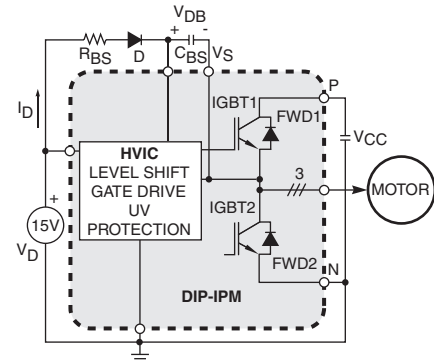 VDB
+ -
RBS D CBS VS
P
ID
IGBT1
FWD1
HVIC
LEVEL SHIFT
GATE DRIVE
UV
PROTECTION
VCC
3
MOTOR
+
15V
VD
IGBT2
FWD2
N
DIP-IPM